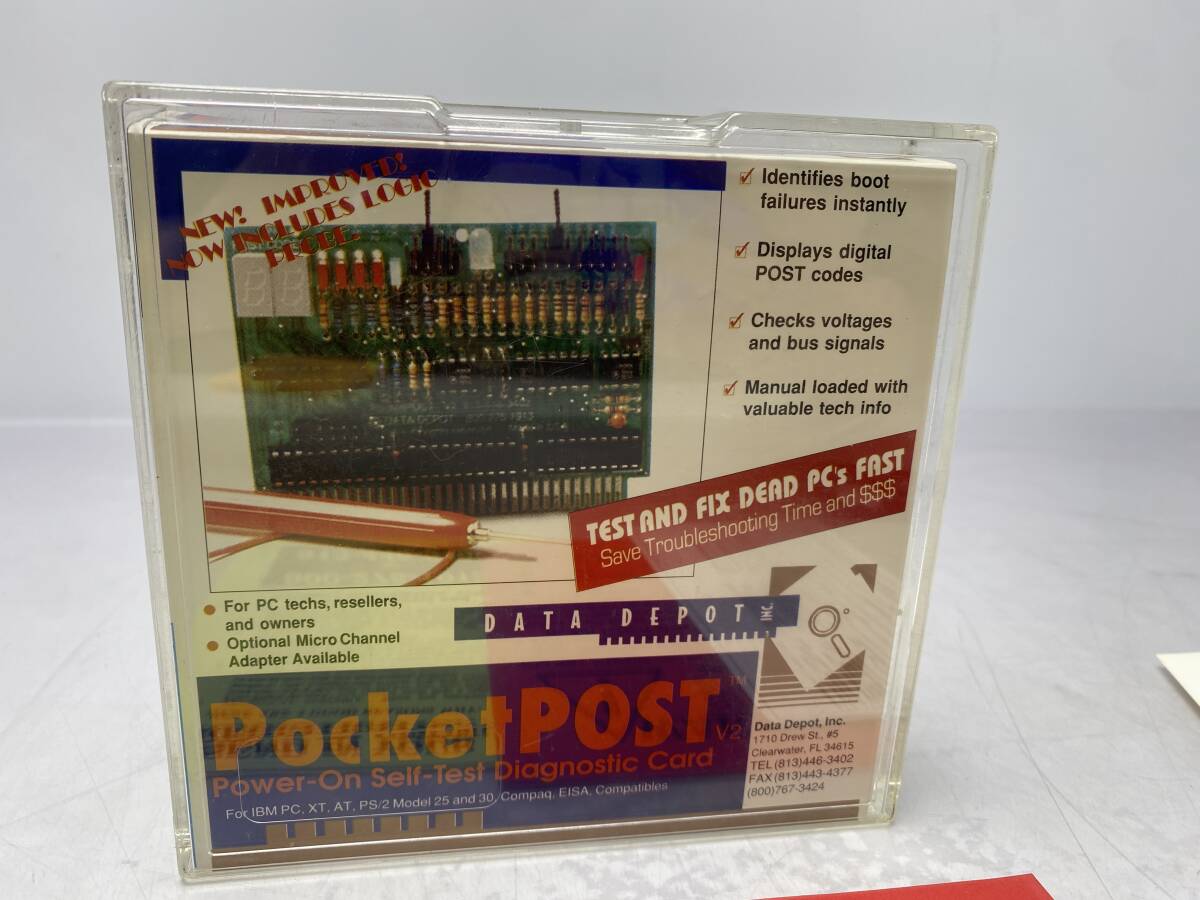 NEW! IMPROVED!
NOW INCLUDES LOGIC
PROBE.
Identifies boot
failures instantly
Displays digital
POST codes
Checks voltages
and bus signals
Manual loaded with
valuable tech info
DATA DEPOT
TEST AND FIX DEAD PC's FAST
Save Troubleshooting Time and $$$
For PC techs, resellers,
and owners
Optional Micro Channel
Adapter Available
DATA DEPOT INC.
PocketPOST™ V2
Power-On Self-Test Diagnostic Card
For IBM PC, XT, AT, PS/2 Model 25 and 30, Compaq, EISA, Compatibles
Data Depot, Inc.
1710 Drew St., #5
Clearwater, FL 34615
TEL (813)446-3402
FAX (813)443-4377
(800)767-3424